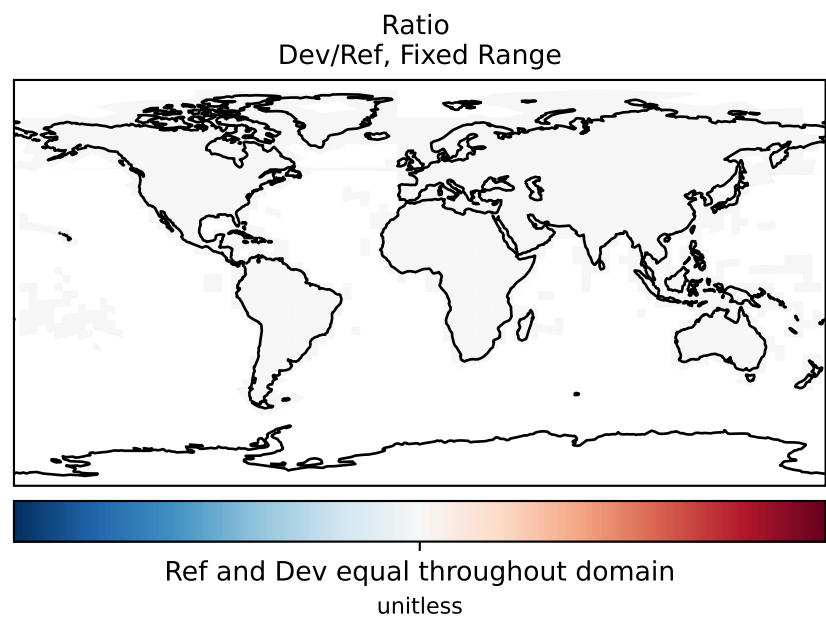 Ratio
Dev/Ref, Fixed Range
Ref and Dev equal throughout domain
unitless